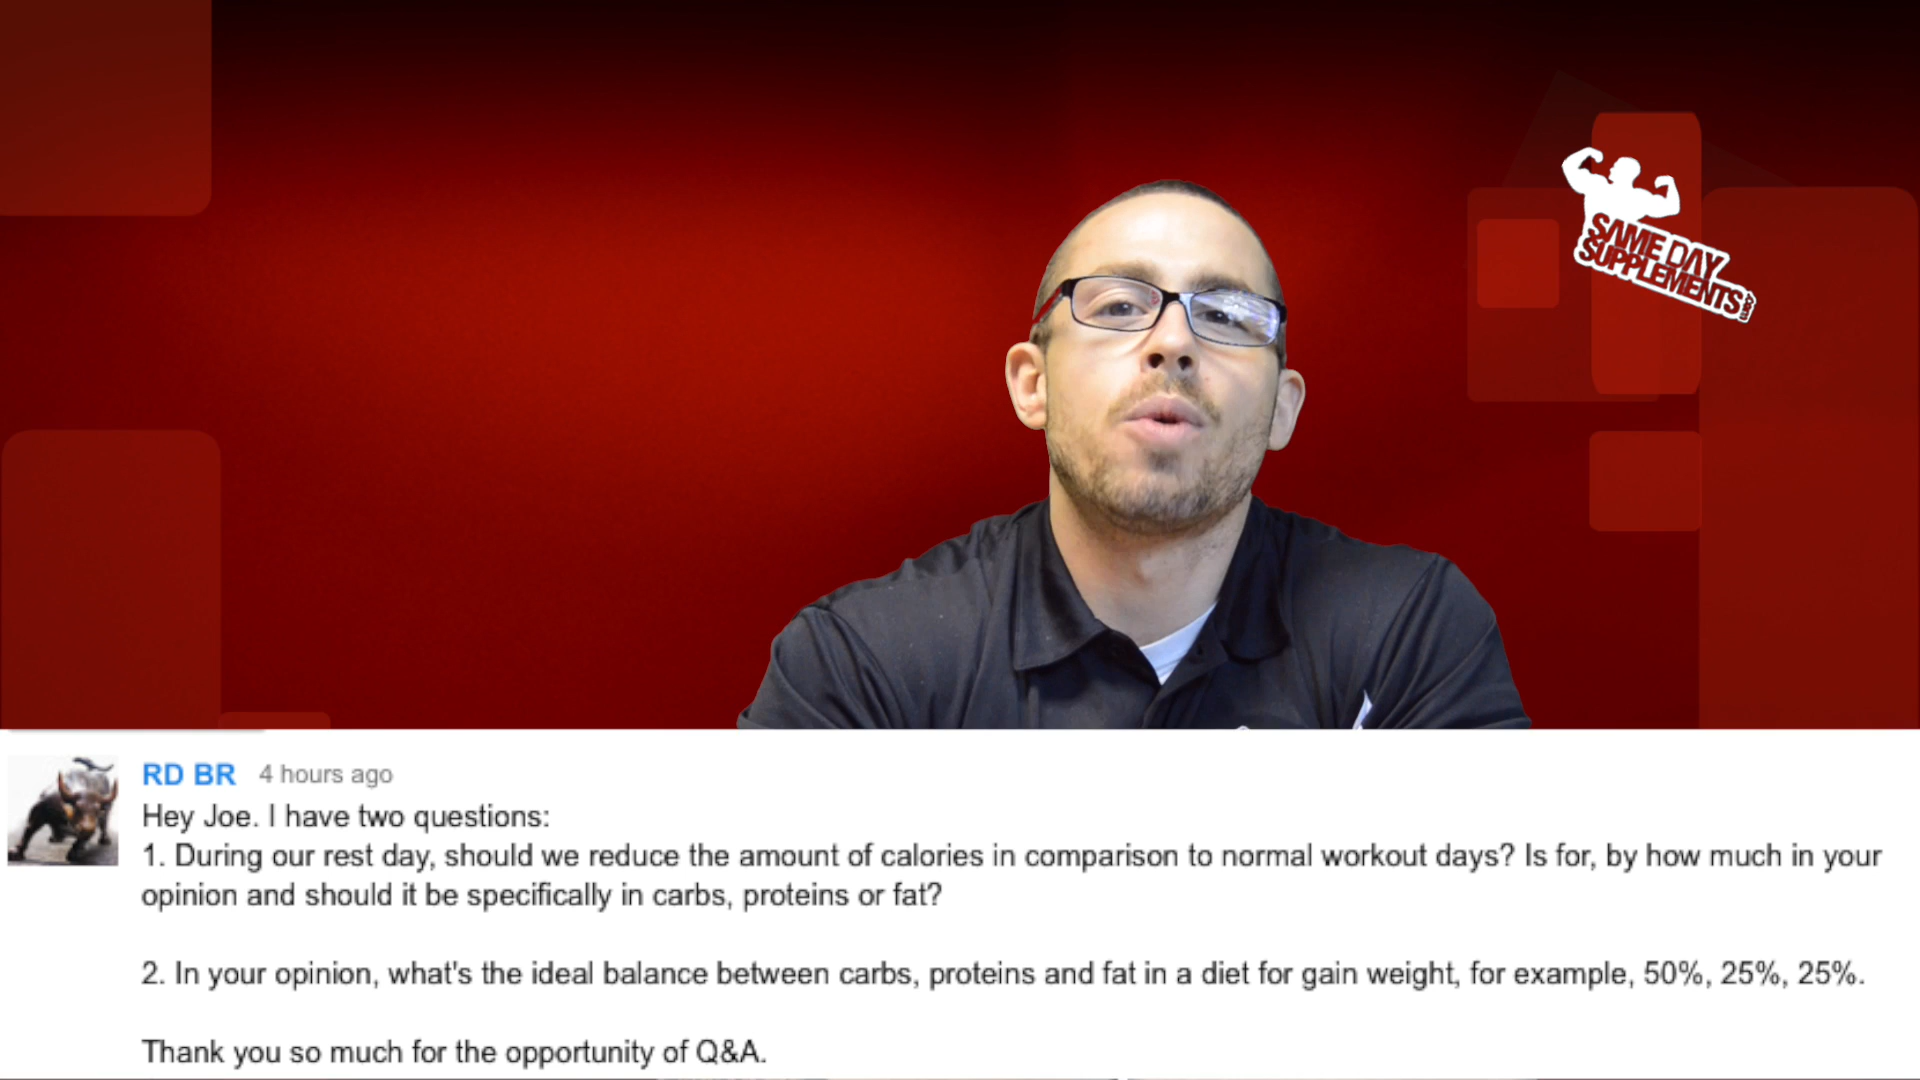 SAME DAY
SUPPLEMENTS
RD BR 4 hours ago
Hey Joe. I have two questions:
1. During our rest day, should we reduce the amount of calories in comparison to normal workout days? Is for, by how much in your
opinion and should it be specifically in carbs, proteins or fat?
2. In your opinion, what's the ideal balance between carbs, proteins and fat in a diet for gain weight, for example, 50%, 25%, 25%.
Thank you so much for the opportunity of Q&A.